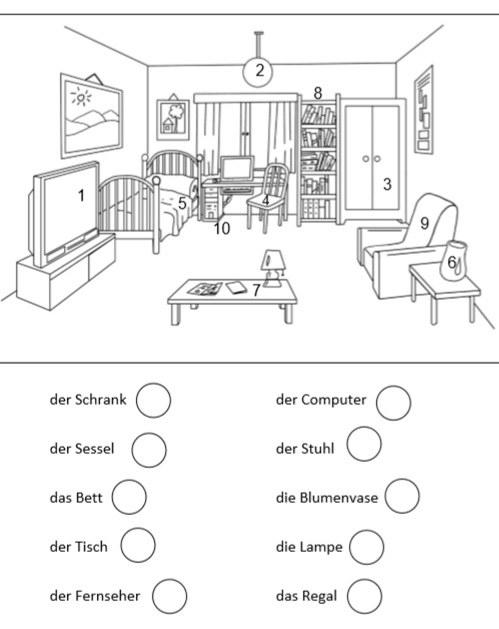 2
8
1
3
5
4
9
10
6
7
der Schrank
der Computer
der Sessel
der Stuhl
das Bett
die Blumenvase
der Tisch
die Lampe
der Fernseher
das Regal